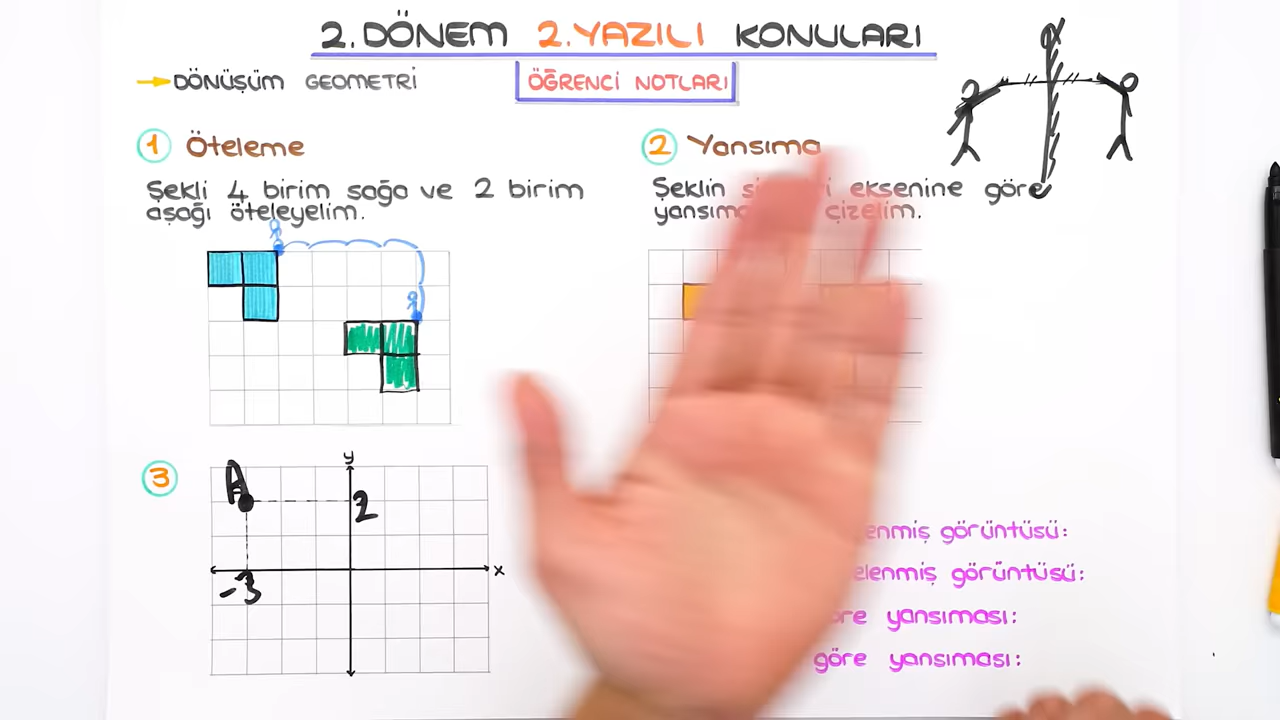 2.DÖNEM 2.YAZILI KONULARI
DÖNÜŞÜM GEOMETRİ
ÖĞRENCİ NOTLARI
1 Öteleme
Şekli 4 birim sağa ve 2 birim
aşağı öteleyelim.
2 Yansıma
Şeklin eksenine göre
çizelim.
3
A
y
2
-3
x
görüntüsü:
görüntüsü:
yansıması:
göre yansıması: